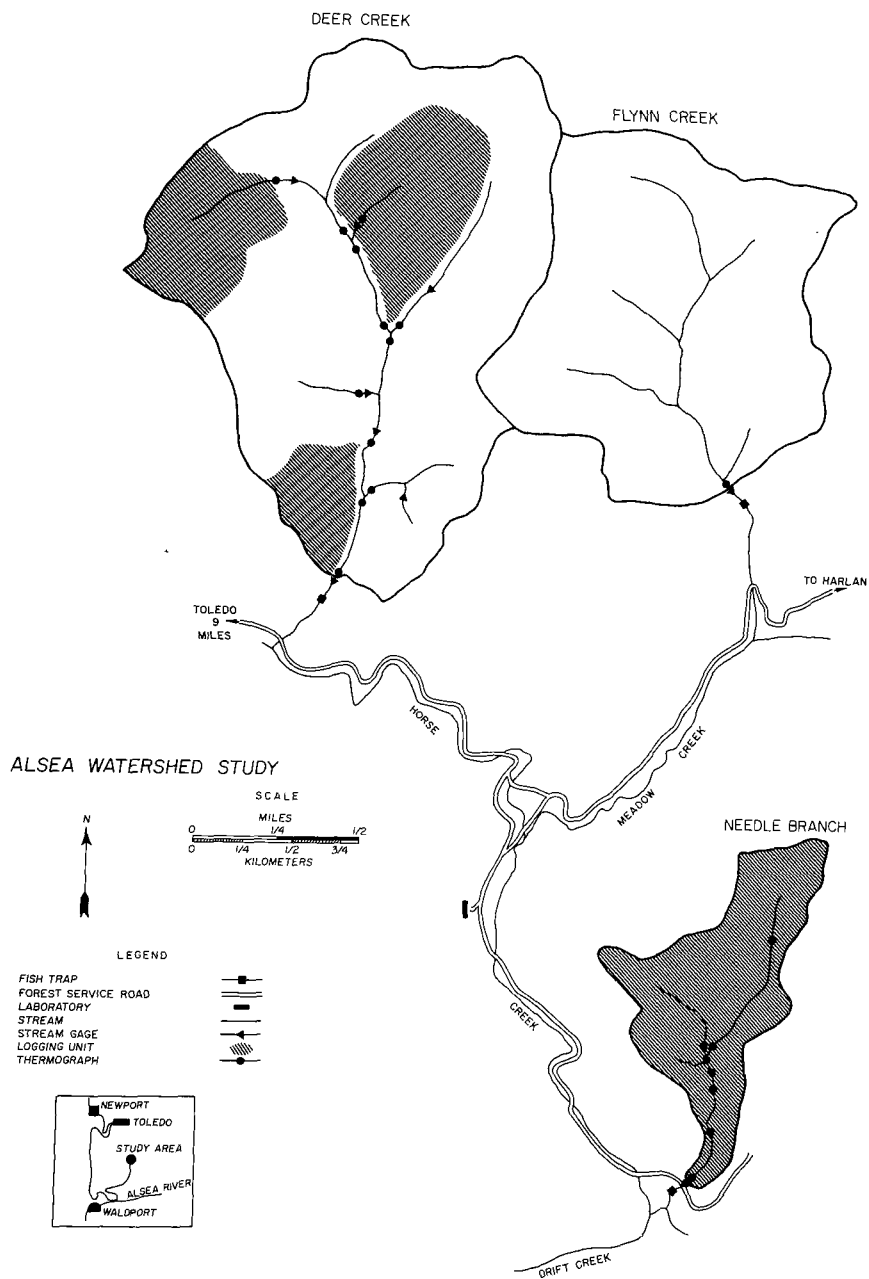 DEER CREEK
FLYNN CREEK
TO HARLAN
TOLEDO
9
MILES
HORSE
CREEK
MEADOW
CREEK
DRIFT CREEK
NEEDLE BRANCH
ALSEA WATERSHED STUDY
N
SCALE
MILES
0 1/4 1/2
0 1/4 1/2 3/4
KILOMETERS
LEGEND
FISH TRAP
FOREST SERVICE ROAD
LABORATORY
STREAM
STREAM GAGE
LOGGING UNIT
THERMOGRAPH
NEWPORT
TOLEDO
STUDY AREA
ALSEA RIVER
WALDPORT